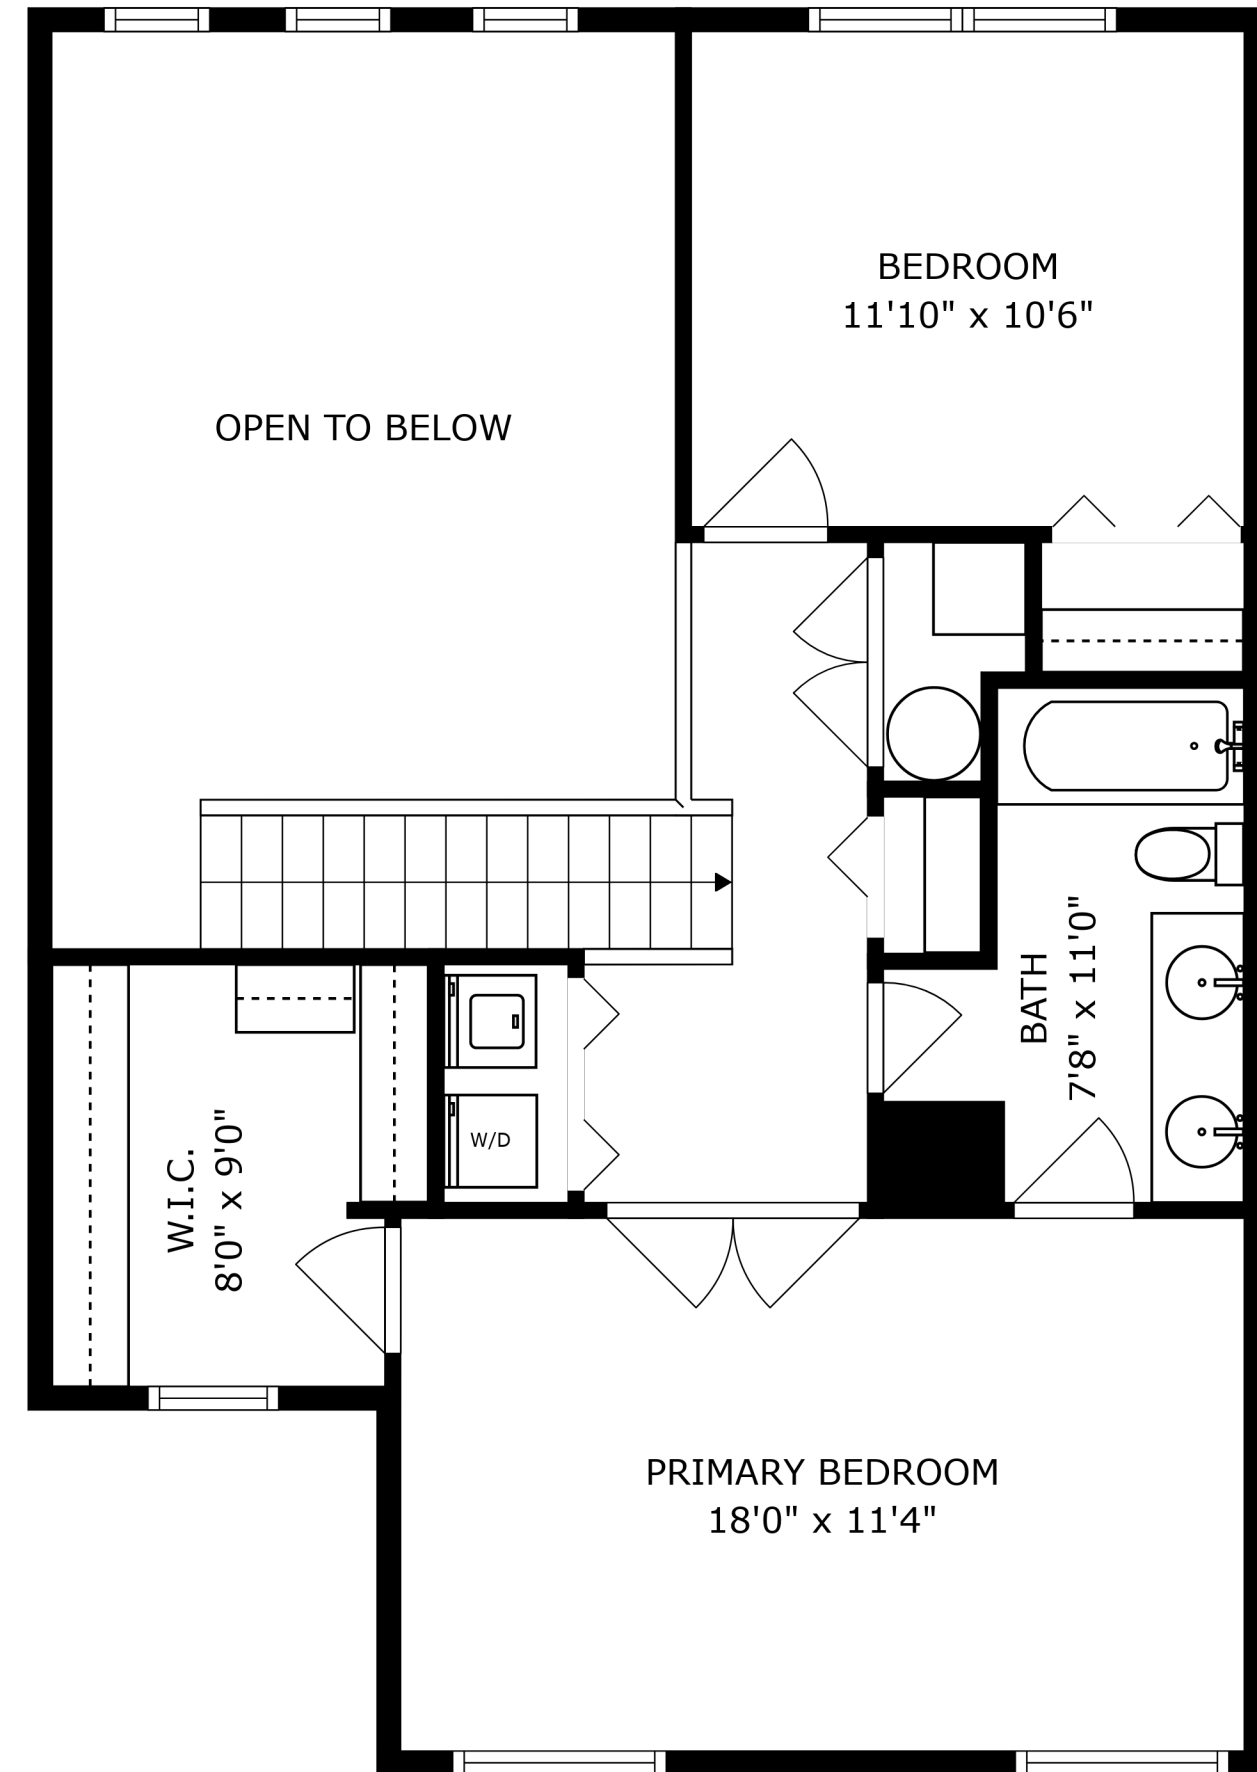 BEDROOM
11'10" x 10'6"
OPEN TO BELOW
BATH
7'8" x 11'0"
W/D
W.I.C.
8'0" x 9'0"
PRIMARY BEDROOM
18'0" x 11'4"